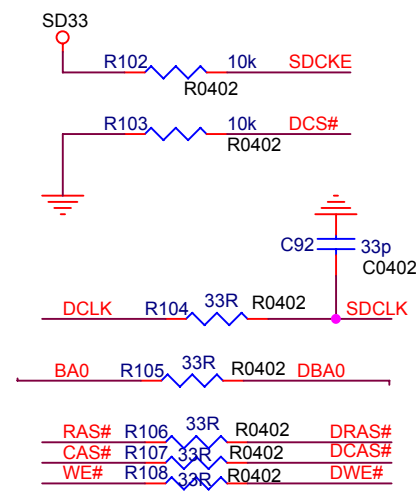 SD33
R102 10k SDCKE
R0402
R103 10k DCS#
R0402
C92 33p
C0402
DCLK R104 33R R0402 SDCLK
BA0 R105 33R R0402 DBA0
RAS# R106 33R R0402 DRAS#
CAS# R107 33R R0402 DCAS#
WE# R108 33R R0402 DWE#